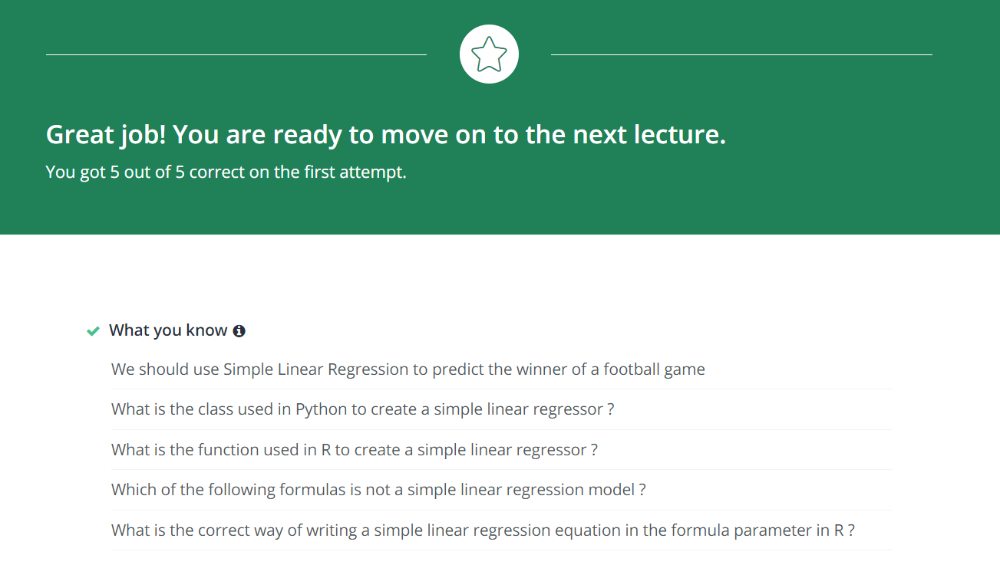 Great job! You are ready to move on to the next lecture.
You got 5 out of 5 correct on the first attempt.
What you know
We should use Simple Linear Regression to predict the winner of a football game
What is the class used in Python to create a simple linear regressor ?
What is the function used in R to create a simple linear regressor ?
Which of the following formulas is not a simple linear regression model ?
What is the correct way of writing a simple linear regression equation in the formula parameter in R ?